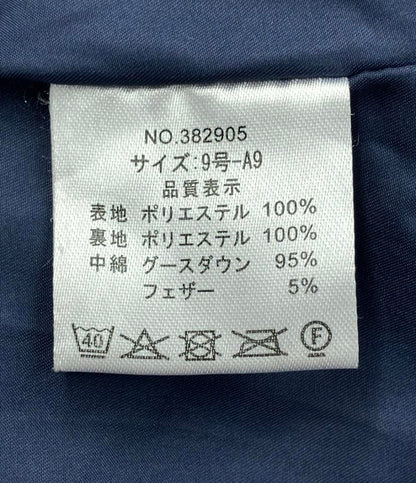 NO.382905
サイズ:9号-A9
品質表示
表地 ポリエステル 100%
裏地 ポリエステル 100%
中綿 グースダウン 95%
フェザー 5%
40 F